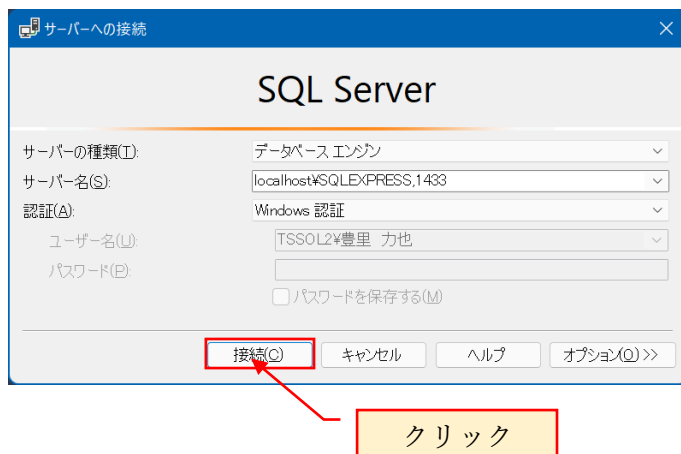 サーバーへの接続
SQL Server
サーバーの種類(T): データベース エンジン
サーバー名(S): localhost¥SQLEXPRESS,1433
認証(A): Windows 認証
ユーザー名(U): TSSOL2¥豊里 力也
パスワード(P):
パスワードを保存する(M)
接続(C) キャンセル ヘルプ オプション(O) >>
クリック